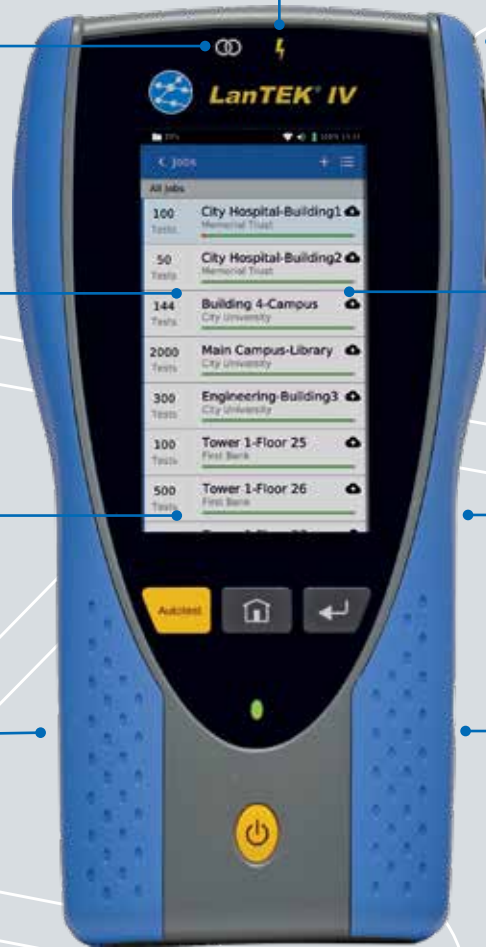 LanTEK® IV
Jobs
All Jobs
100 City Hospital-Building1
Tests Memorial Trust
50 City Hospital-Building2
Tests Memorial Trust
144 Building 4-Campus
Tests City University
2000 Main Campus-Library
Tests City University
300 Engineering-Building3
Tests City University
100 Tower 1-Floor 25
Tests First Bank
500 Tower 1-Floor 26
Tests First Bank
Autotest